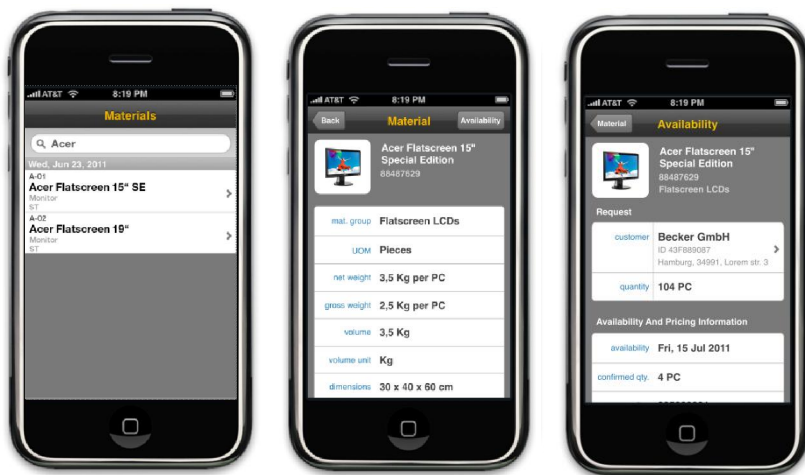 AT&T 8:19 PM
Materials
Acer
Wed, Jun 23, 2011
A-01
Acer Flatscreen 15" SE
Monitor
ST
A-02
Acer Flatscreen 19"
Monitor
ST
AT&T 8:19 PM
Back Material Availability
Acer Flatscreen 15"
Special Edition
88487629
mat. group Flatscreen LCDs
UOM Pieces
net weight 3,5 Kg per PC
gross weight 2,5 Kg per PC
volume 3,5 Kg
volume unit Kg
dimensions 30 x 40 x 60 cm
AT&T 8:19 PM
Material Availability
Acer Flatscreen 15"
Special Edition
88487629
Flatscreen LCDs
Request
customer Becker GmbH
ID 43FB89087
Hamburg, 34991, Lorem str. 3
quantity 104 PC
Availability And Pricing Information
availability Fri, 15 Jul 2011
confirmed qty. 4 PC